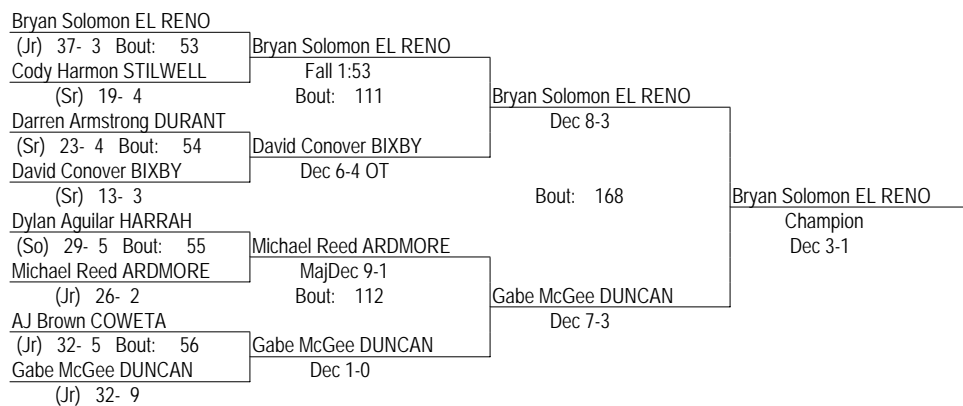 Bryan Solomon EL RENO
(Jr) 37- 3 Bout: 53
Cody Harmon STILWELL
(Sr) 19- 4
Darren Armstrong DURANT
(Sr) 23- 4 Bout: 54
David Conover BIXBY
(Sr) 13- 3
Dylan Aguilar HARRAH
(So) 29- 5 Bout: 55
Michael Reed ARDMORE
(Jr) 26- 2
AJ Brown COWETA
(Jr) 32- 5 Bout: 56
Gabe McGee DUNCAN
(Jr) 32- 9
Bryan Solomon EL RENO
Fall 1:53
Bout: 111
David Conover BIXBY
Dec 6-4 OT
Michael Reed ARDMORE
MajDec 9-1
Bout: 112
Gabe McGee DUNCAN
Dec 1-0
Bryan Solomon EL RENO
Dec 8-3
Bout: 168
Gabe McGee DUNCAN
Dec 7-3
Bryan Solomon EL RENO
Champion
Dec 3-1